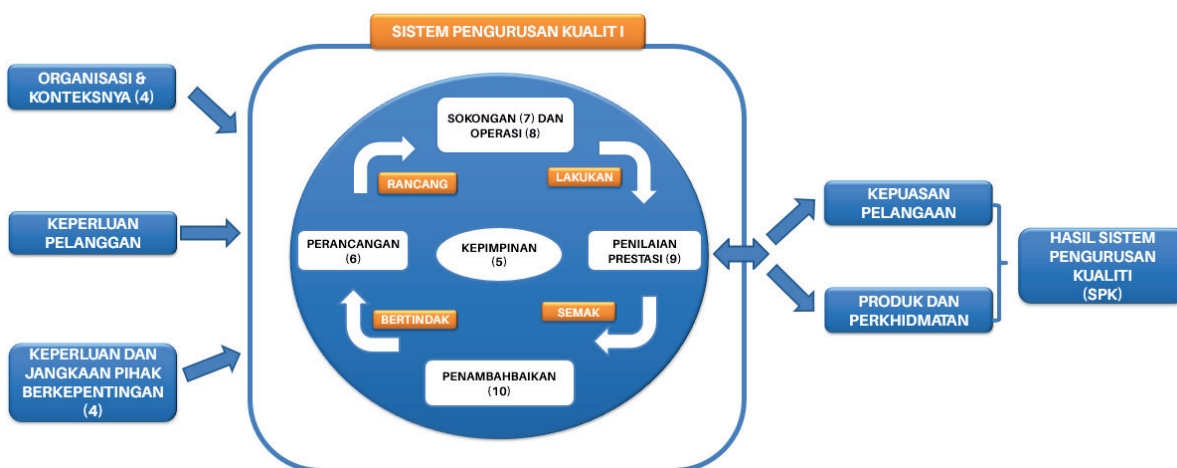 SISTEM PENGURUSAN KUALIT I
ORGANISASI &
KONTEKSNYA (4)
KEPERLUAN
PELANGGAN
KEPERLUAN DAN
JANGKAAN PIHAK
BERKEPENTINGAN
(4)
SOKONGAN (7) DAN
OPERASI (8)
RANCANG
LAKUKAN
PERANCANGAN
(6)
KEPIMPINAN
(5)
PENILAIAN
PRESTASI (9)
BERTINDAK
SEMAK
PENAMBAHBAIKAN
(10)
KEPUASAN
PELANGAAN
PRODUK DAN
PERKHIDMATAN
HASIL SISTEM
PENGURUSAN
KUALITI
(SPK)